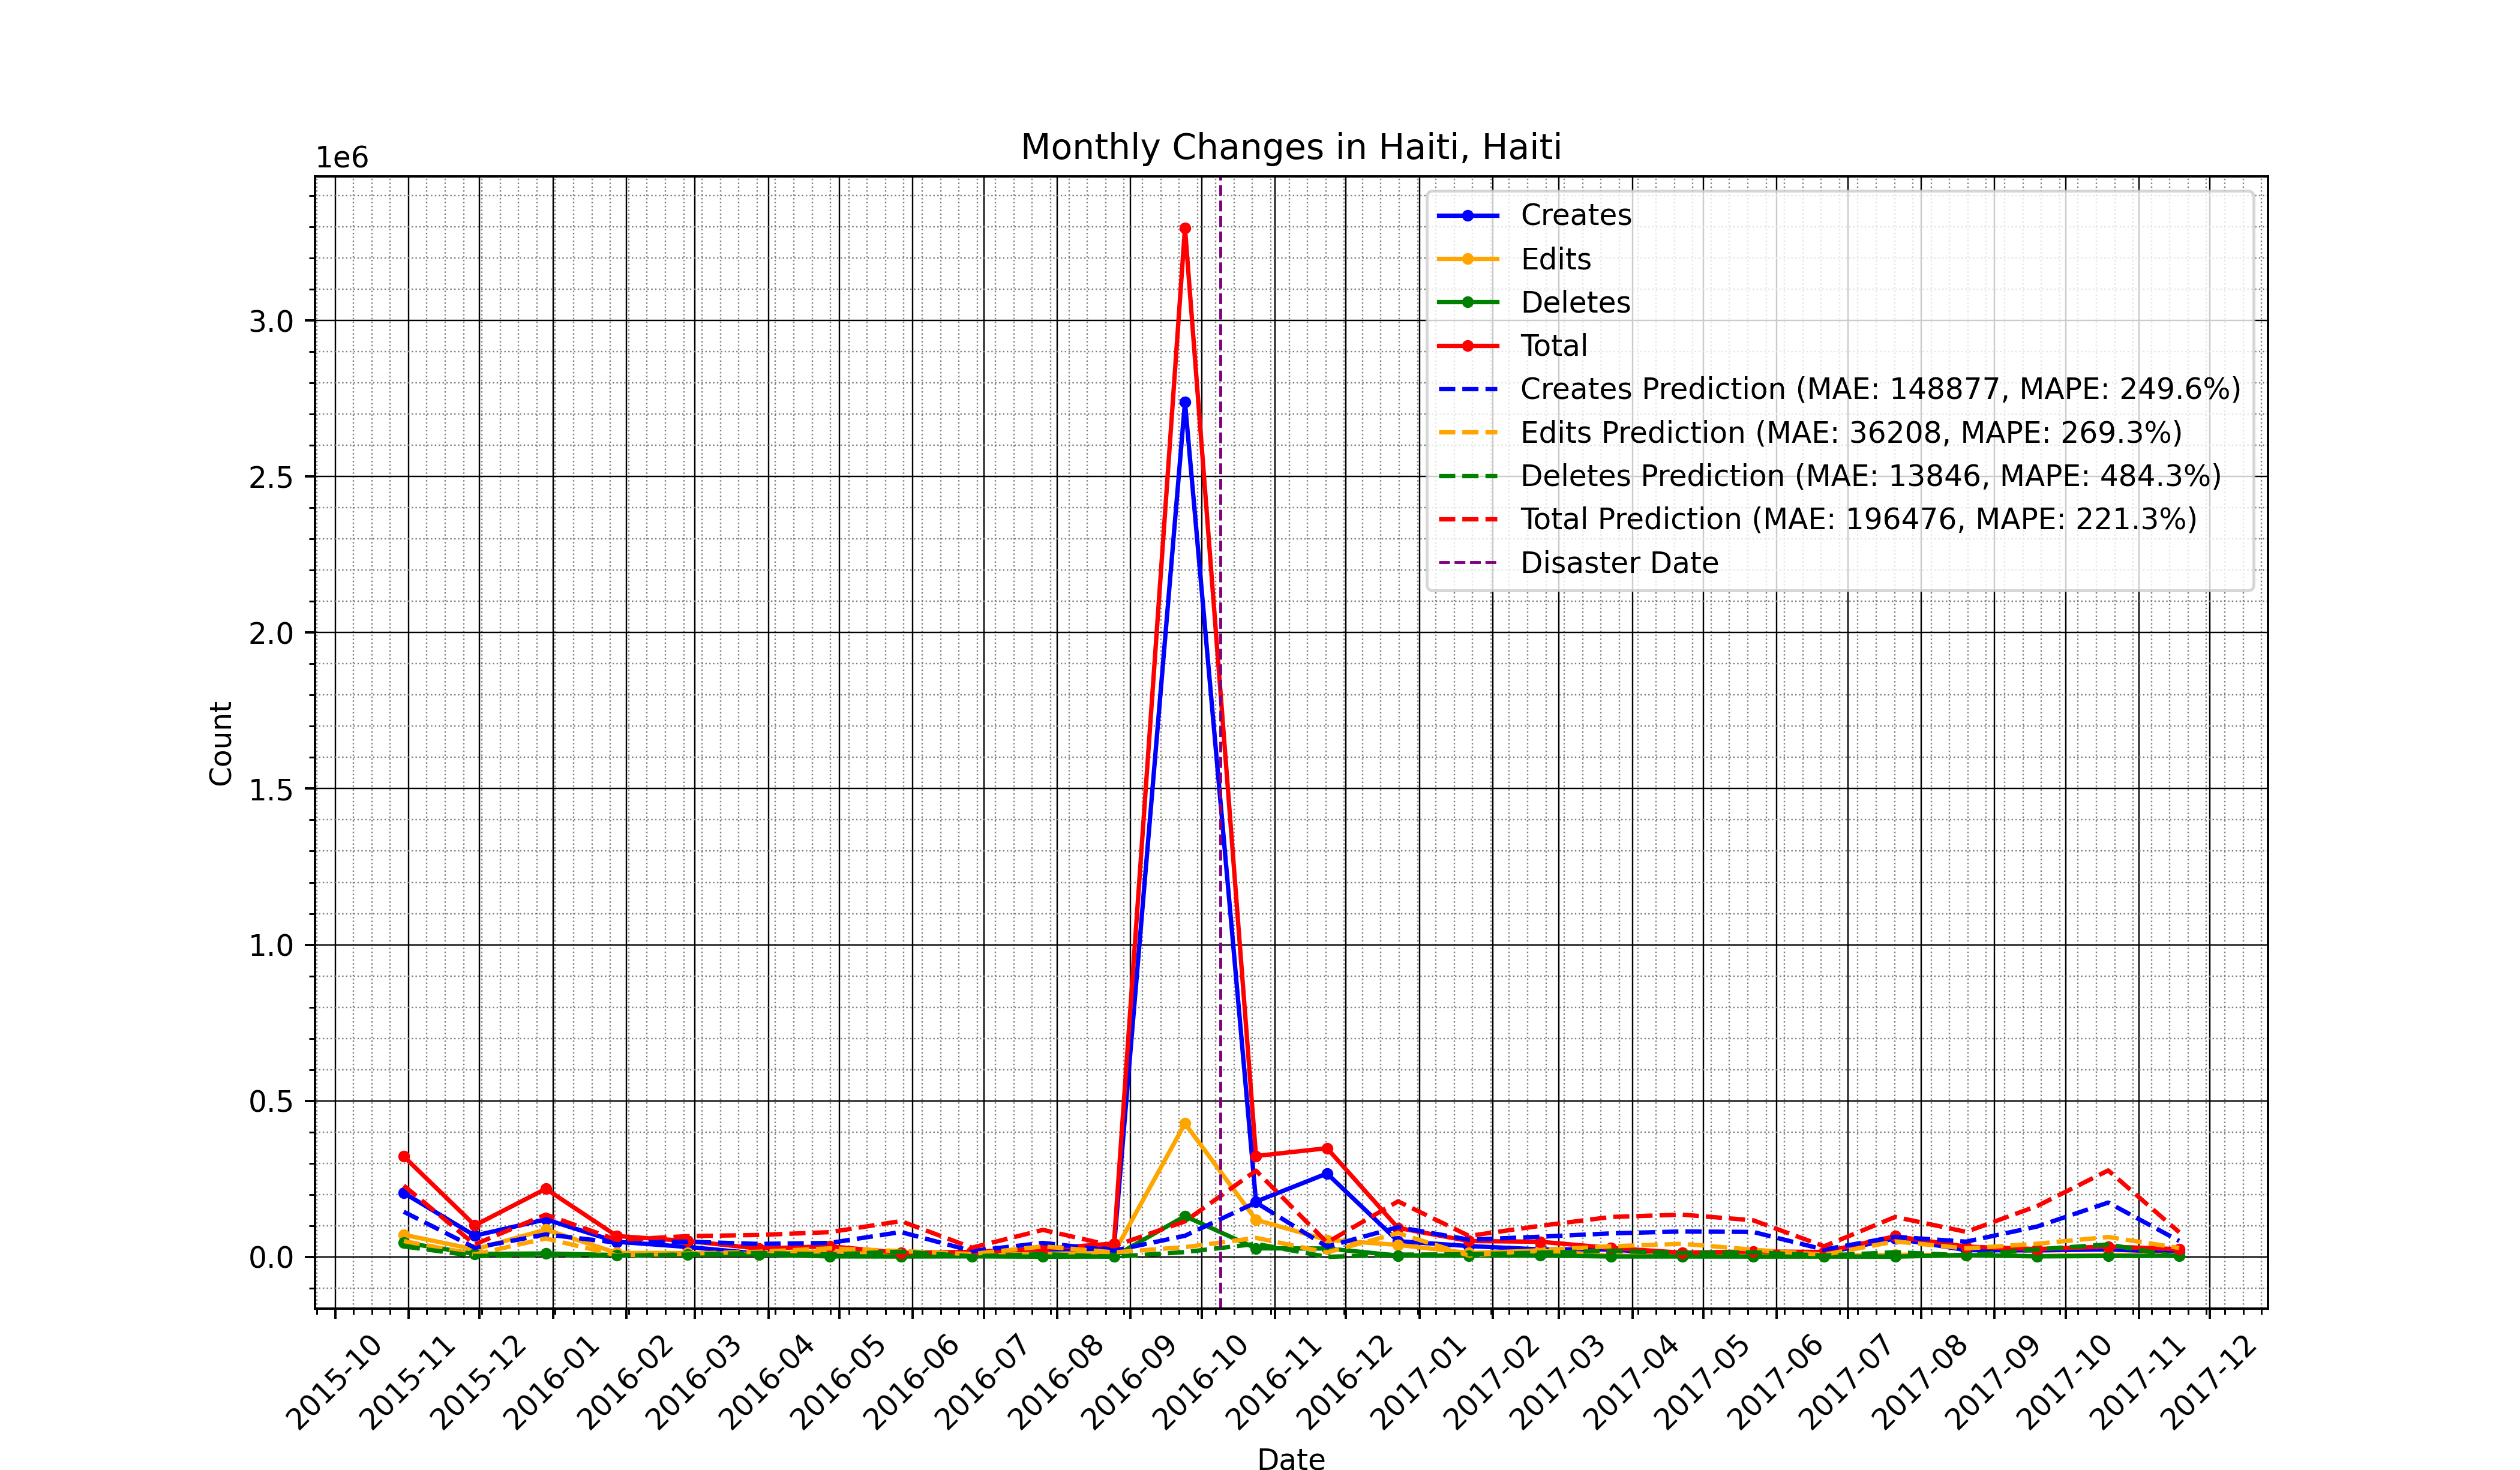 Monthly Changes in Haiti, Haiti
1e6
Creates
Edits
Deletes
Total
Creates Prediction (MAE: 148877, MAPE: 249.6%)
Edits Prediction (MAE: 36208, MAPE: 269.3%)
Deletes Prediction (MAE: 13846, MAPE: 484.3%)
Total Prediction (MAE: 196476, MAPE: 221.3%)
Disaster Date
3.0
2.5
2.0
1.5
1.0
0.5
0.0
Count
2015-10
2015-11
2015-12
2016-01
2016-02
2016-03
2016-04
2016-05
2016-06
2016-07
2016-08
2016-09
2016-10
2016-11
2016-12
2017-01
2017-02
2017-03
2017-04
2017-05
2017-06
2017-07
2017-08
2017-09
2017-10
2017-11
2017-12
Date